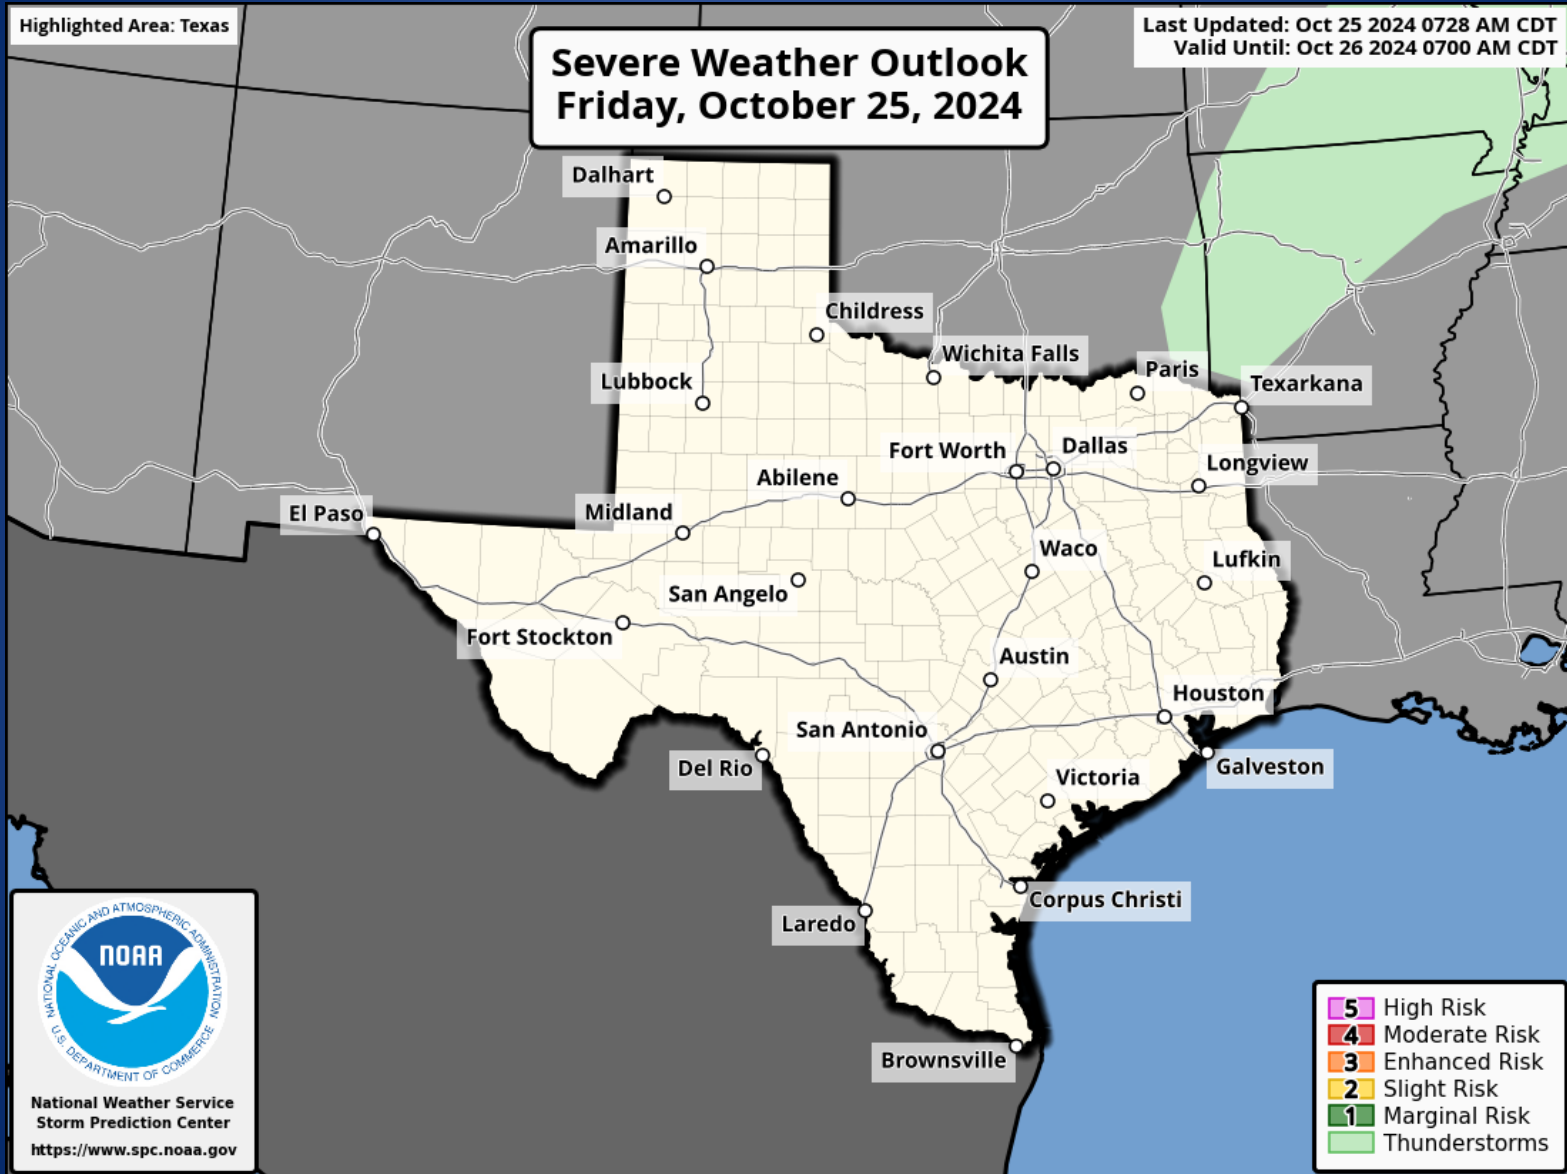 Highlighted Area: Texas
Last Updated: Oct 25 2024 0728 AM CDT
Valid Until: Oct 26 2024 0700 AM CDT
Severe Weather Outlook
Friday, October 25, 2024
Dalhart
Amarillo
Childress
Wichita Falls
Paris
Lubbock
Texarkana
Fort Worth
Dallas
Longview
Abilene
El Paso
Midland
Waco
Lufkin
San Angelo
Fort Stockton
Austin
Houston
San Antonio
Del Rio
Galveston
Victoria
Corpus Christi
Laredo
Brownsville
NATIONAL OCEANIC AND ATMOSPHERIC ADMINISTRATION
NOAA
U.S. DEPARTMENT OF COMMERCE
National Weather Service
Storm Prediction Center
https://www.spc.noaa.gov
5 High Risk
4 Moderate Risk
3 Enhanced Risk
2 Slight Risk
1 Marginal Risk
Thunderstorms